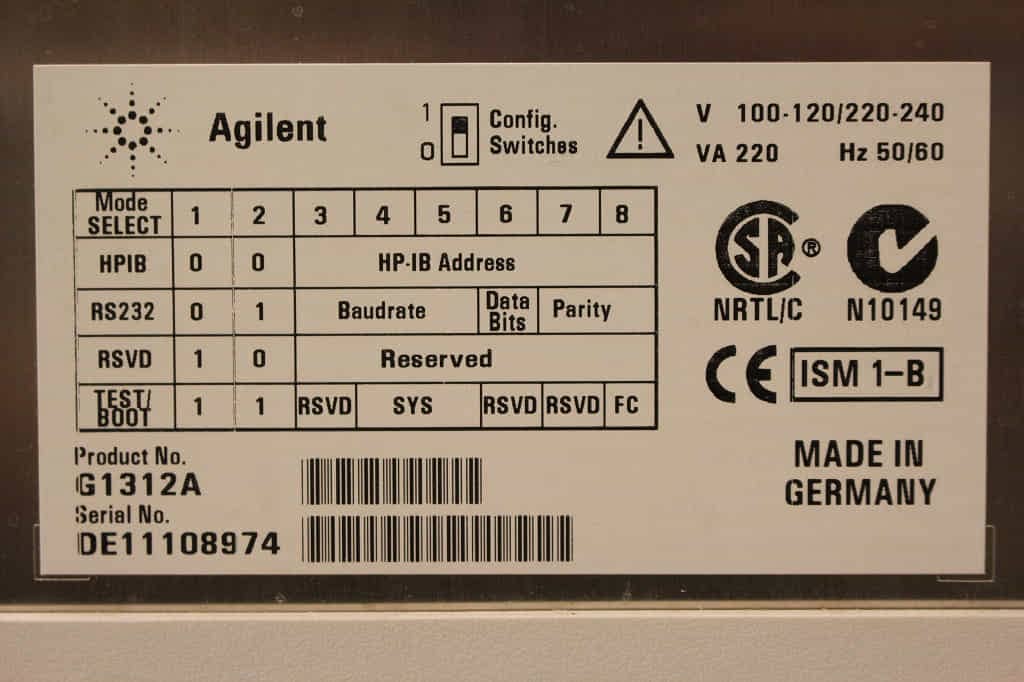 Agilent
1
0
Config.
Switches
V 100-120/220-240
VA 220 Hz 50/60
Mode SELECT 1 2 3 4 5 6 7 8
HPIB 0 0 HP-IB Address
RS232 0 1 Baudrate Data Bits Parity
RSVD 1 0 Reserved
TEST/BOOT 1 1 RSVD SYS RSVD RSVD FC
SA ®
NRTL/C N10149
CE ISM 1-B
Product No.
G1312A
Serial No.
DE11108974
MADE IN
GERMANY